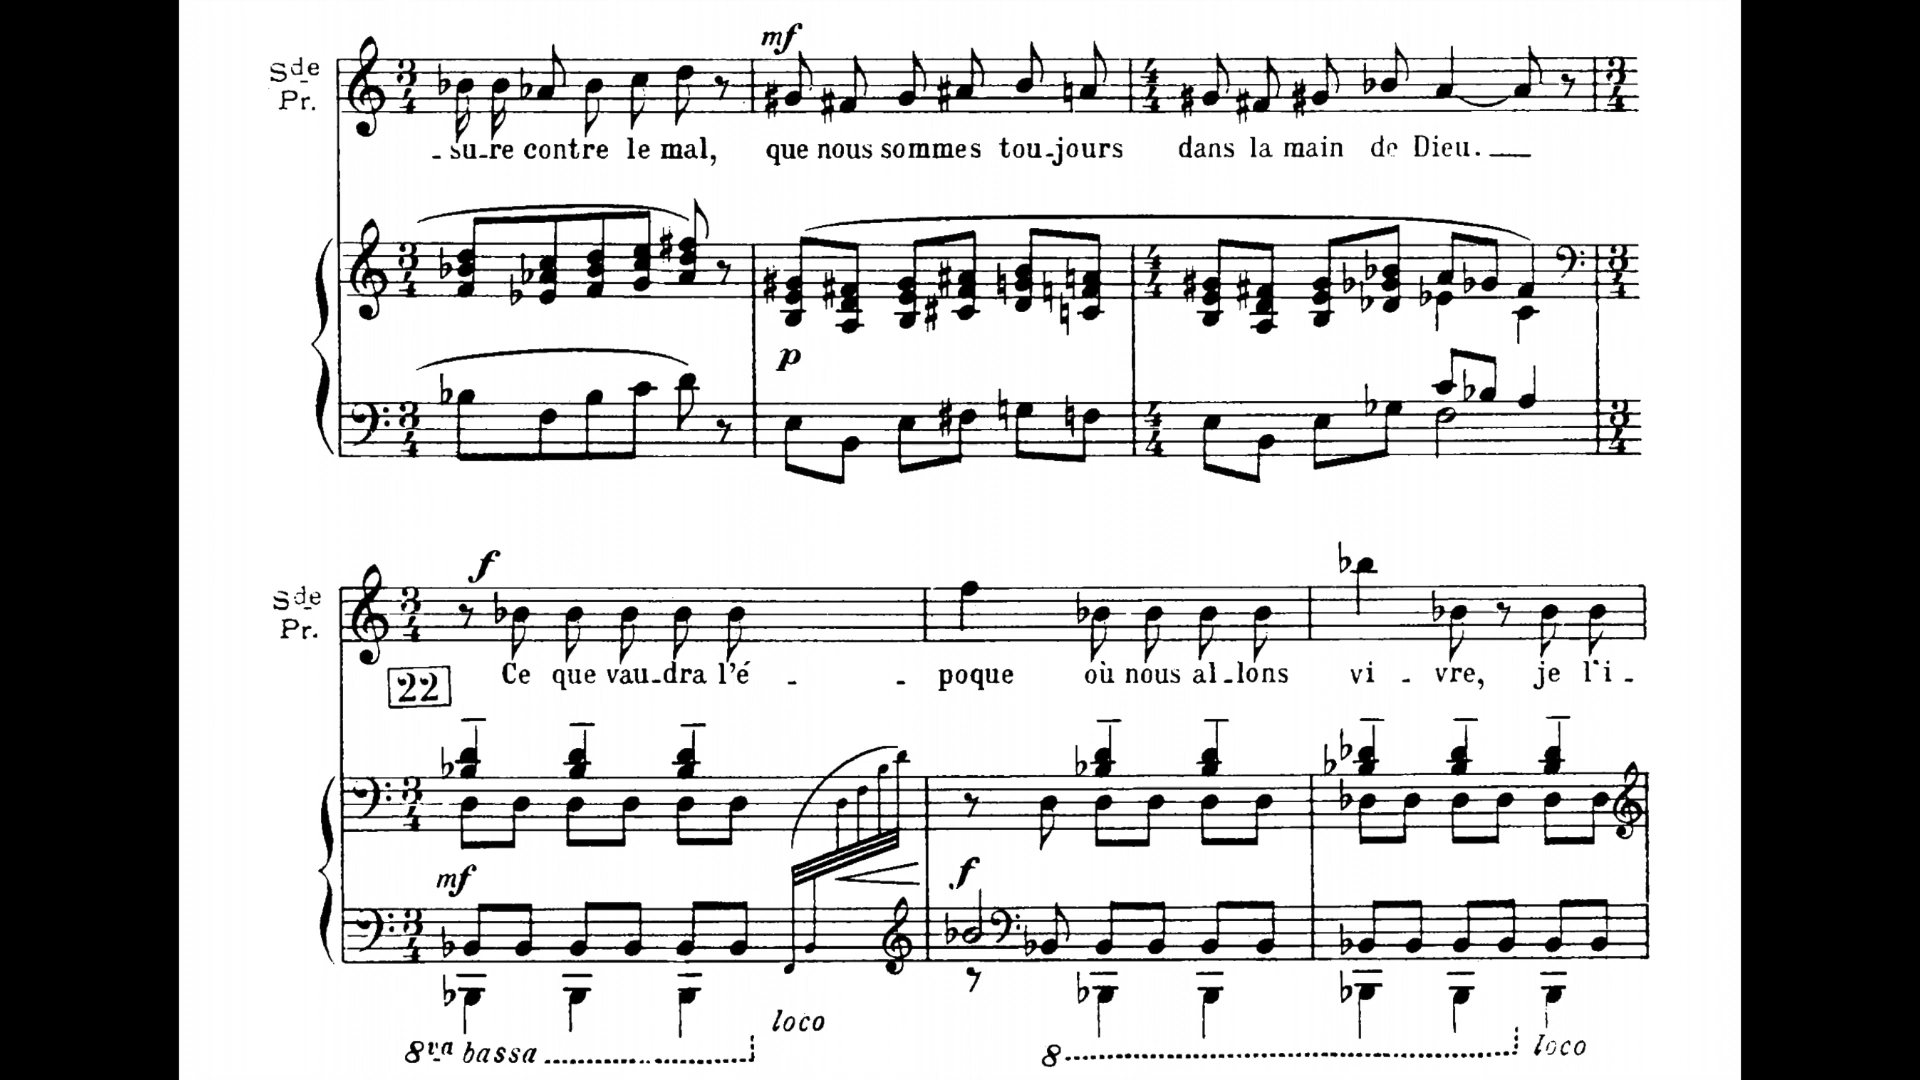 mf
Sde
Pr.
- su-re contre le mal, que nous sommes tou-jours dans la main de Dieu.
p
f
Sde
Pr.
Ce que vau-dra l'é - - poque où nous al-lons vi - vre, je l'i-
22
mf f
loco
8va bassa
8 loco